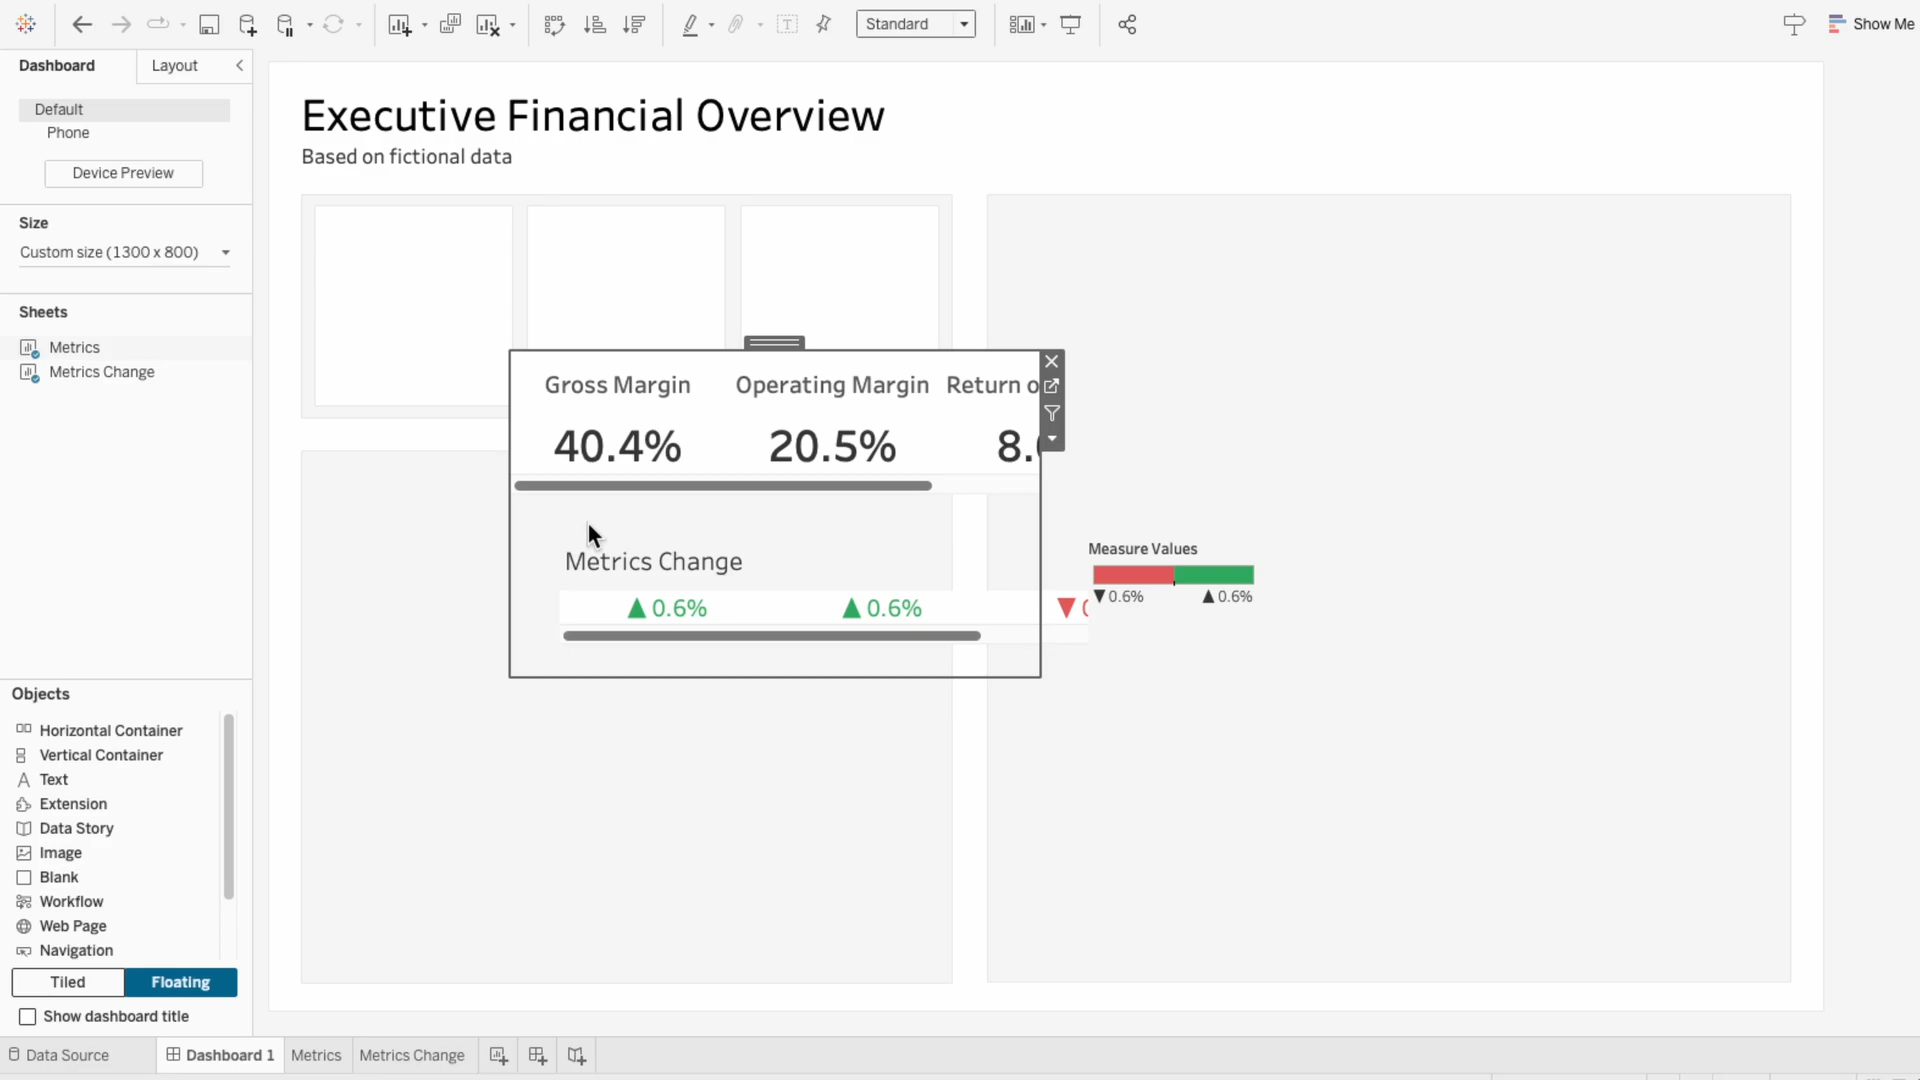 Standard
Show Me
Dashboard
Layout
Default
Phone
Device Preview
Size
Custom size (1300 x 800)
Sheets
Metrics
Metrics Change
Objects
Horizontal Container
Vertical Container
Text
Extension
Data Story
Image
Blank
Workflow
Web Page
Navigation
Tiled
Floating
Show dashboard title
Executive Financial Overview
Based on fictional data
Gross Margin
Operating Margin
Return o
40.4%
20.5%
8.
Metrics Change
▲ 0.6%
▲ 0.6%
▼
Measure Values
▼ 0.6%
▲ 0.6%
Data Source
Dashboard 1
Metrics
Metrics Change